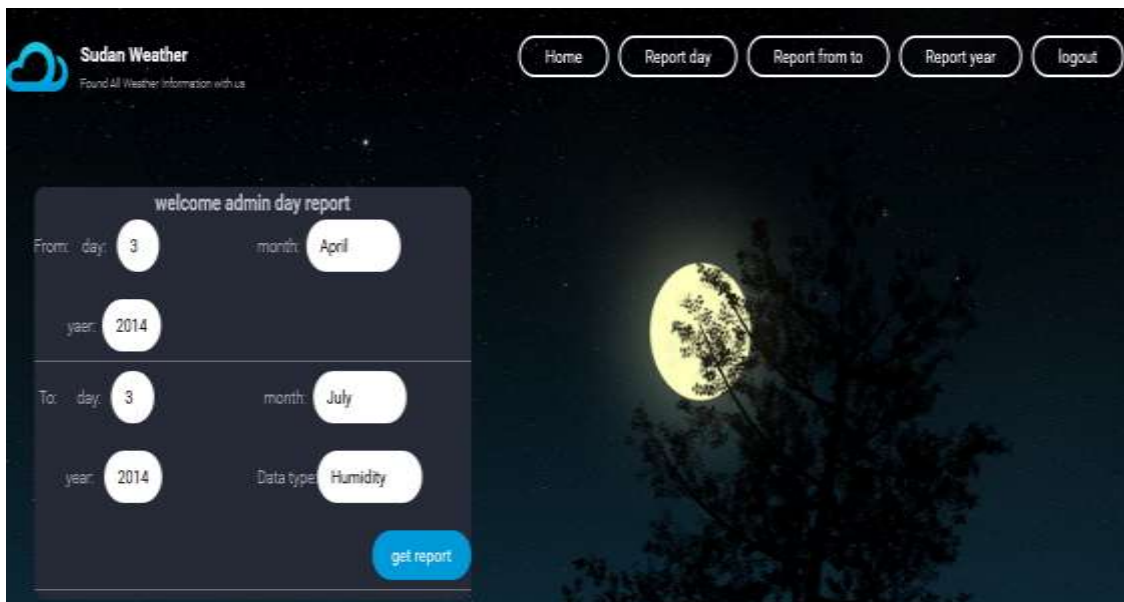 Sudan Weather
Found All Weather Information with us
Home Report day Report from to Report year logout
welcome admin day report
From: day: 3 month: April
yaer: 2014
To: day: 3 month: July
year: 2014 Data type: Humidity
get report